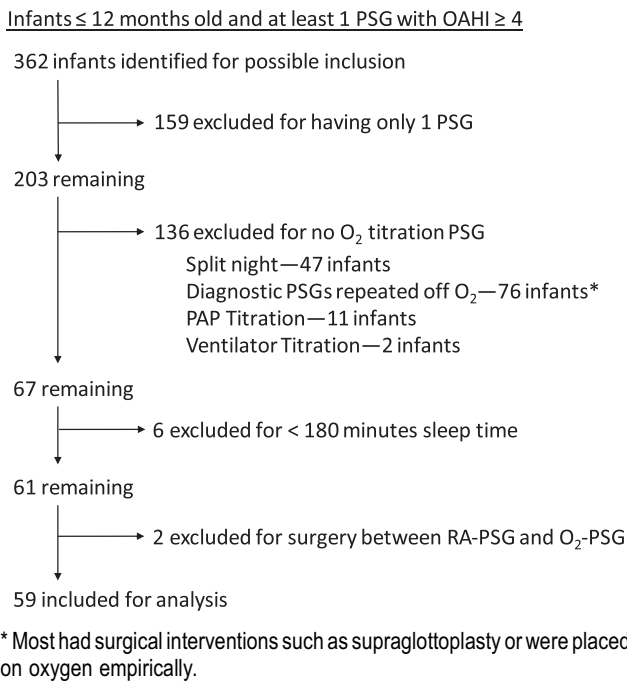 Infants ≤ 12 months old and at least 1 PSG with OAHI ≥ 4
362 infants identified for possible inclusion
159 excluded for having only 1 PSG
203 remaining
136 excluded for no O₂ titration PSG
Split night—47 infants
Diagnostic PSGs repeated off O₂—76 infants*
PAP Titration—11 infants
Ventilator Titration—2 infants
67 remaining
6 excluded for < 180 minutes sleep time
61 remaining
2 excluded for surgery between RA-PSG and O₂-PSG
59 included for analysis
* Most had surgical interventions such as supraglottoplasty or were placed
on oxygen empirically.